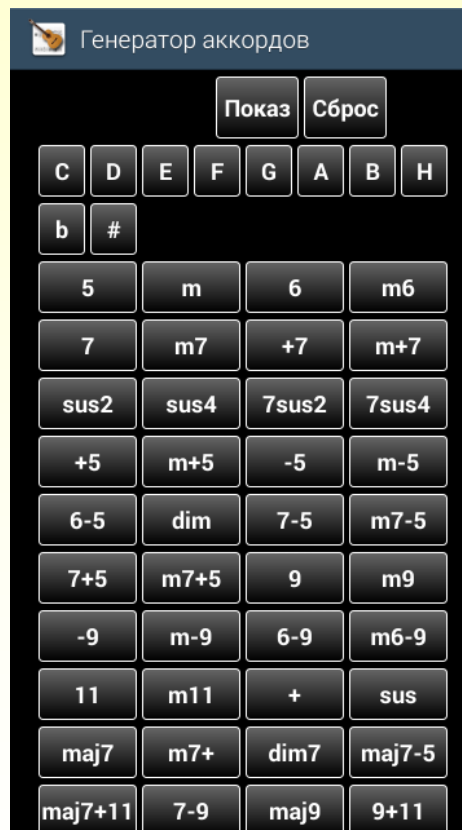 Генератор аккордов
Показ Сброс
C D E F G A B H
b #
5 m 6 m6
7 m7 +7 m+7
sus2 sus4 7sus2 7sus4
+5 m+5 -5 m-5
6-5 dim 7-5 m7-5
7+5 m7+5 9 m9
-9 m-9 6-9 m6-9
11 m11 + sus
maj7 m7+ dim7 maj7-5
maj7+11 7-9 maj9 9+11